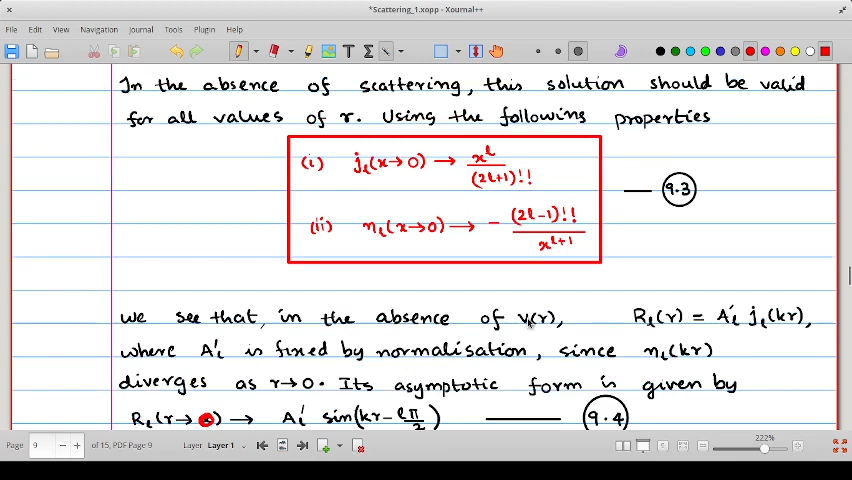 *Scattering_1.xopp - Xournal++
File Edit View Navigation Journal Tools Plugin Help
In the absence of scattering, this solution should be valid
for all values of r. Using the following properties
(i) jₗ(x→0) → xˡ/(2l+1)!!
(ii) nₗ(x→0) → - (2l-1)!!/xˡ⁺¹
— 9.3
we see that, in the absence of v(r), Rₗ(r) = A'ₗ jₗ(kr),
where A'ₗ is fixed by normalisation, since nₗ(kr)
diverges as r→0. Its asymptotic form is given by
Rₗ(r→ ) → A'ₗ sin(kr - lπ/2) — 9.4
Page 9 of 15, PDF Page 9 Layer Layer 1 222%